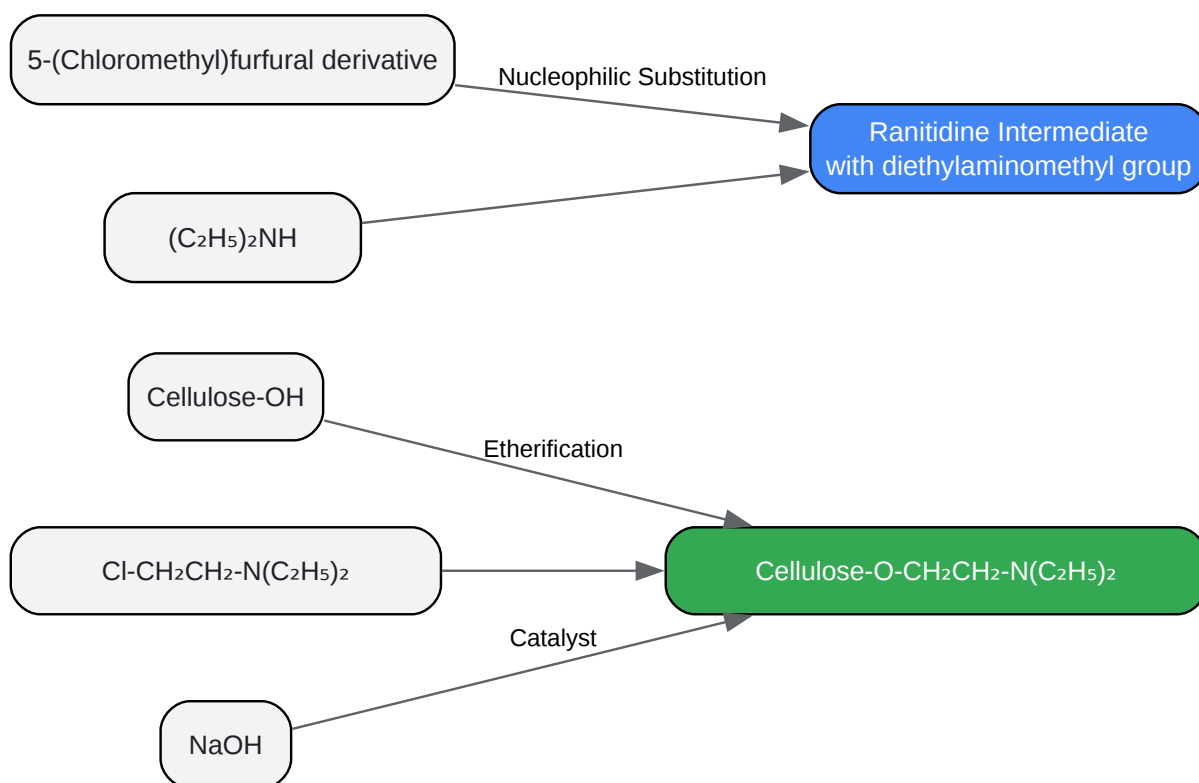 5-(Chloromethyl)furfural derivative
Nucleophilic Substitution
Ranitidine Intermediate
with diethylaminomethyl group
(C₂H₅)₂NH
Cellulose-OH
Etherification
Cl-CH₂CH₂-N(C₂H₅)₂
Cellulose-O-CH₂CH₂-N(C₂H₅)₂
Catalyst
NaOH